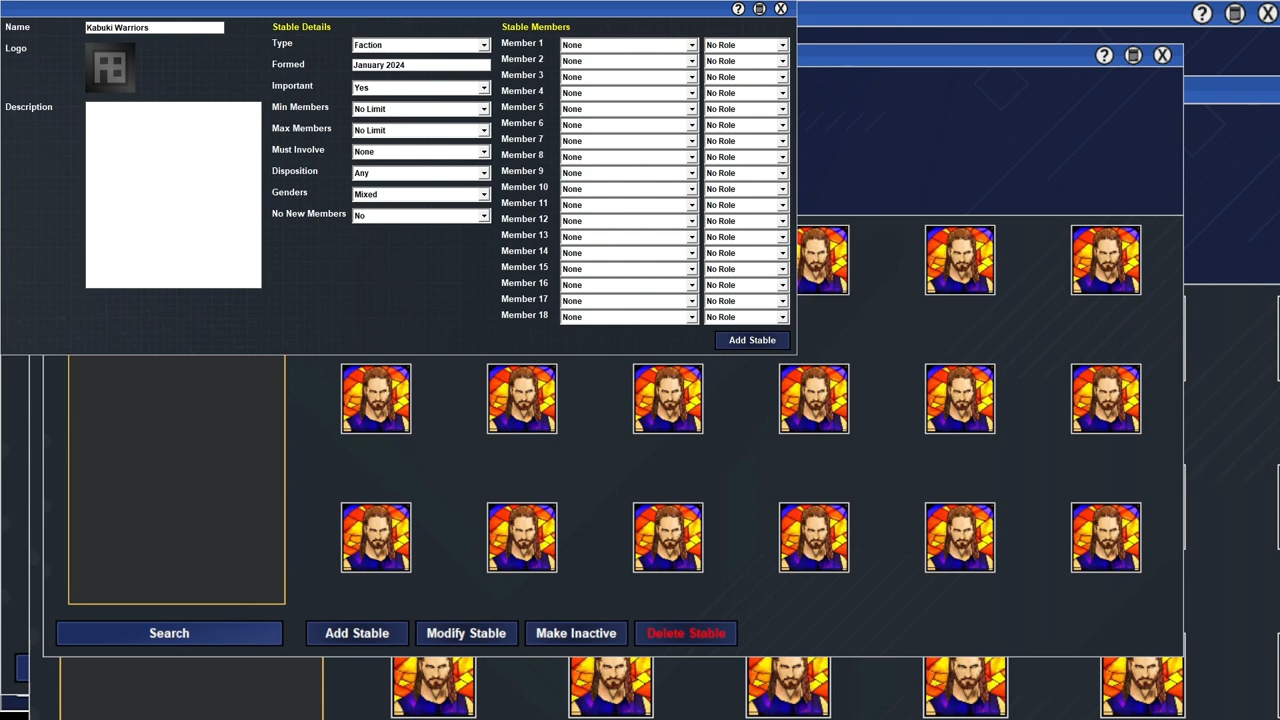 Name Kabuki Warriors Stable Details Stable Members
Logo Type Faction Member 1 None No Role
Member 2 None No Role
Formed January 2024 Member 3 None No Role
Important Yes Member 4 None No Role
Description Min Members No Limit Member 5 None No Role
Max Members No Limit Member 6 None No Role
Member 7 None No Role
Must Involve None Member 8 None No Role
Disposition Any Member 9 None No Role
Genders Mixed Member 10 None No Role
Member 11 None No Role
No New Members No Member 12 None No Role
Member 13 None No Role
Member 14 None No Role
Member 15 None No Role
Member 16 None No Role
Member 17 None No Role
Member 18 None No Role
Add Stable
Search Add Stable Modify Stable Make Inactive Delete Stable